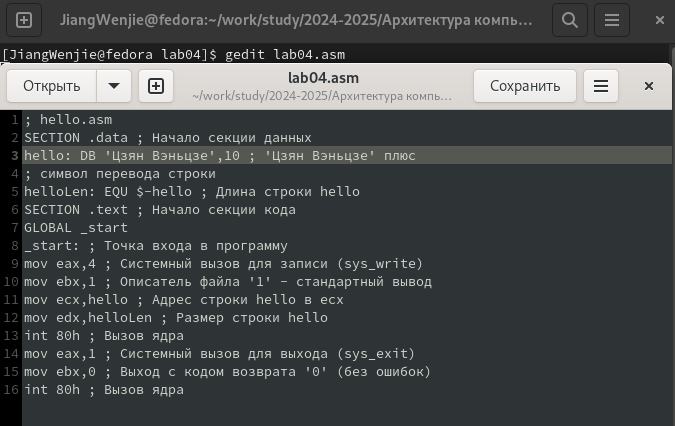 JiangWenjie@fedora:~/work/study/2024-2025/Архитектура компь...
[JiangWenjie@fedora lab04]$ gedit lab04.asm
Открыть
lab04.asm
~/work/study/2024-2025/Архитектура компь...
Сохранить
1 ; hello.asm
2 SECTION .data ; Начало секции данных
3 hello: DB 'Цзян Вэньцзе',10 ; 'Цзян Вэньцзе' плюс
4 ; символ перевода строки
5 helloLen: EQU $-hello ; Длина строки hello
6 SECTION .text ; Начало секции кода
7 GLOBAL _start
8 _start: ; Точка входа в программу
9 mov eax,4 ; Системный вызов для записи (sys_write)
10 mov ebx,1 ; Описатель файла '1' - стандартный вывод
11 mov ecx,hello ; Адрес строки hello в ecx
12 mov edx,helloLen ; Размер строки hello
13 int 80h ; Вызов ядра
14 mov eax,1 ; Системный вызов для выхода (sys_exit)
15 mov ebx,0 ; Выход с кодом возврата '0' (без ошибок)
16 int 80h ; Вызов ядра